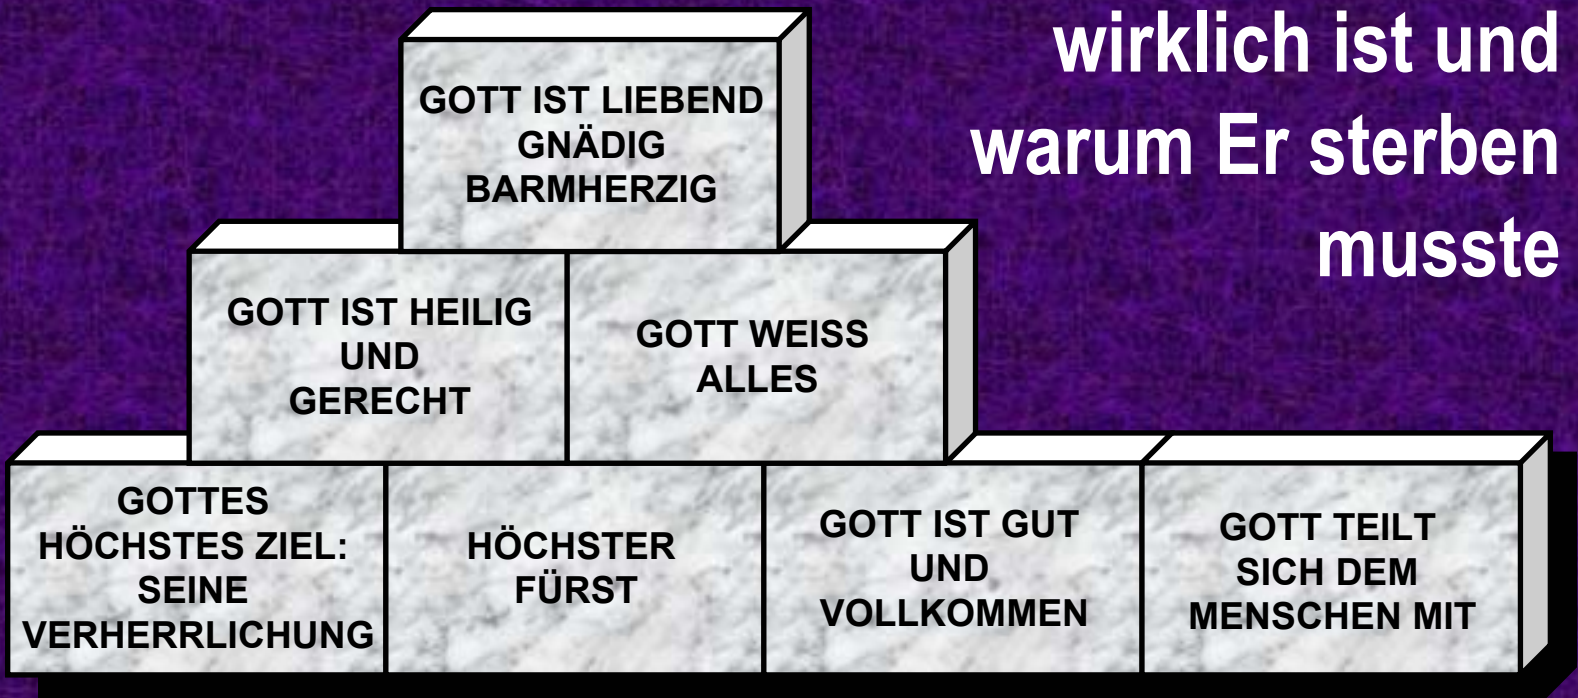 wirklich ist und
warum Er sterben
musste
GOTT IST LIEBEND
GNÄDIG
BARMHERZIG
GOTT IST HEILIG
UND
GERECHT
GOTT WEISS
ALLES
GOTTES
HÖCHSTES ZIEL:
SEINE
VERHERRLICHUNG
HÖCHSTER
FÜRST
GOTT IST GUT
UND
VOLLKOMMEN
GOTT TEILT
SICH DEM
MENSCHEN MIT